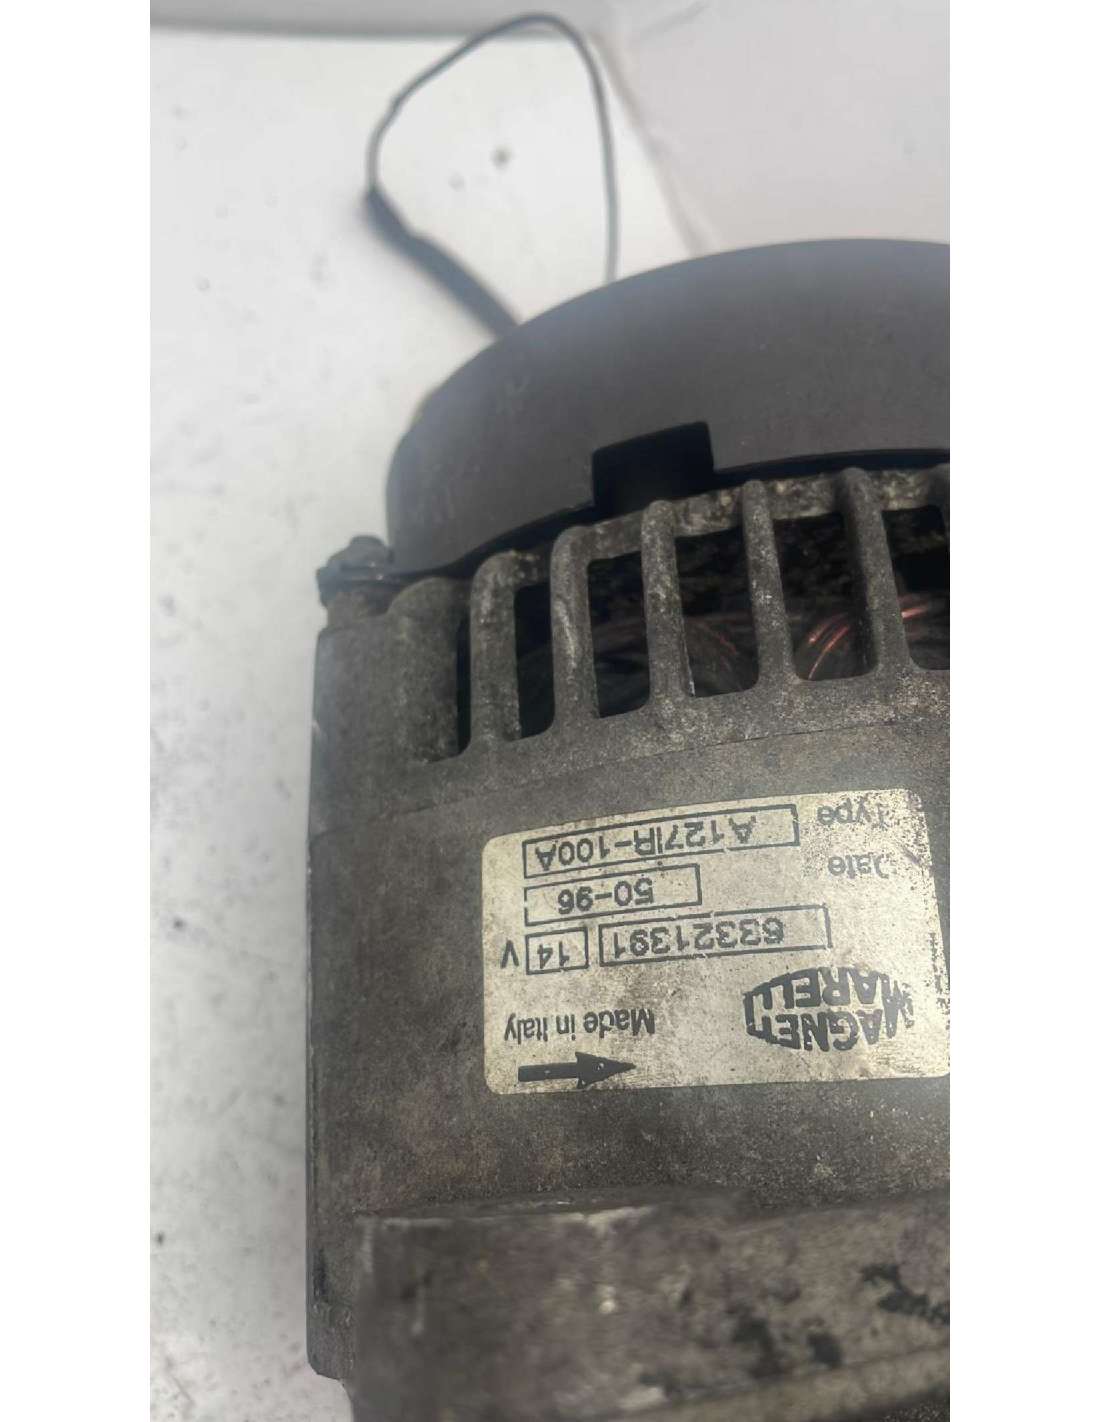 Made in Italy
MAGNETI
MARELLI
63321391 14 V
Date 50-96
Type A127IR-100A